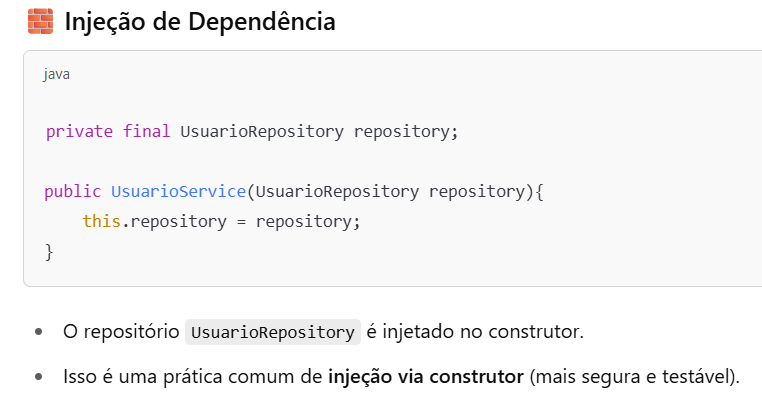 Injeção de Dependência
java
private final UsuarioRepository repository;
public UsuarioService(UsuarioRepository repository){
    this.repository = repository;
}
O repositório UsuarioRepository é injetado no construtor.
Isso é uma prática comum de injeção via construtor (mais segura e testável).